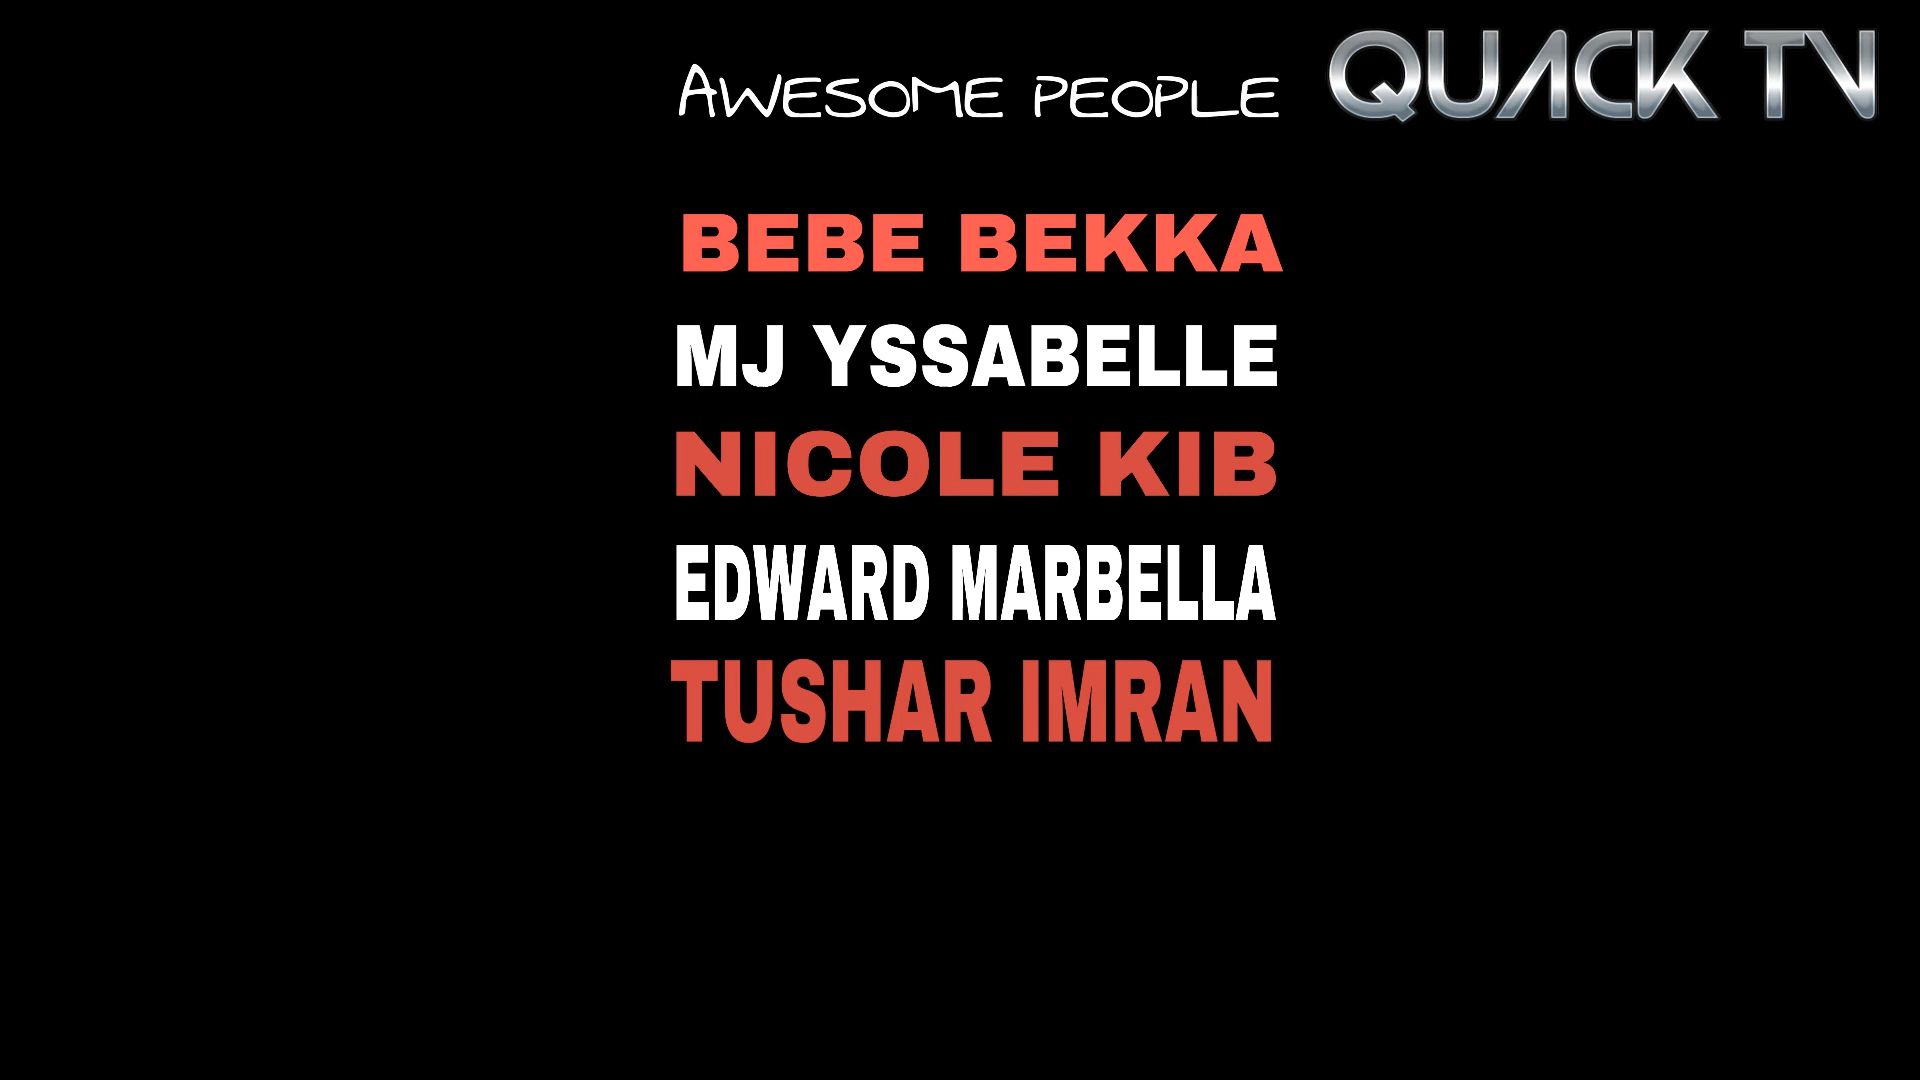 AWESOME PEOPLE
QUACK TV
BEBE BEKKA
MJ YSSABELLE
NICOLE KIB
EDWARD MARBELLA
TUSHAR IMRAN